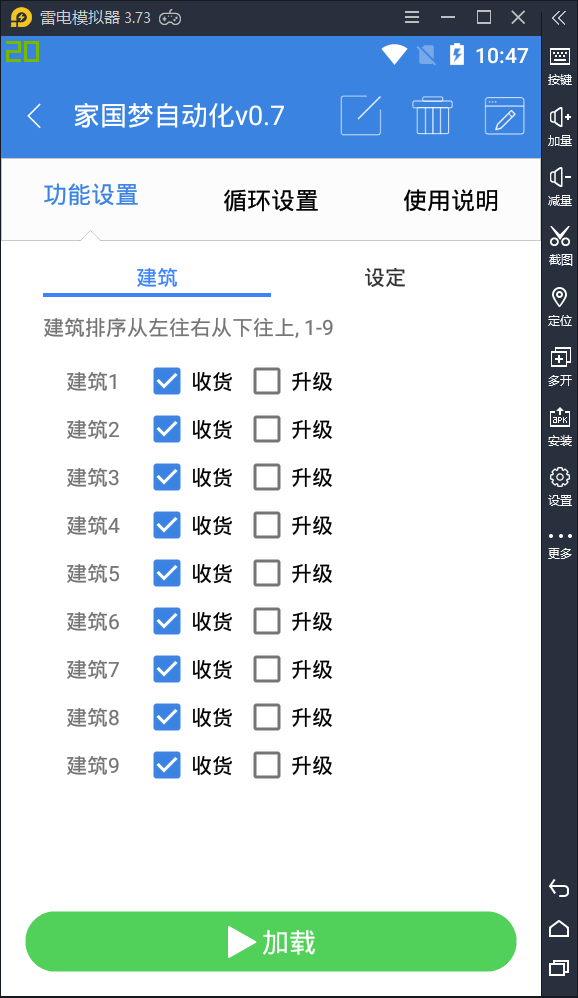 雷电模拟器 3.73
20
10:47
家国梦自动化v0.7
功能设置 循环设置 使用说明
建筑 设定
建筑排序从左往右从下往上, 1-9
建筑1 收货 升级
建筑2 收货 升级
建筑3 收货 升级
建筑4 收货 升级
建筑5 收货 升级
建筑6 收货 升级
建筑7 收货 升级
建筑8 收货 升级
建筑9 收货 升级
加载
按键
加量
减量
截图
定位
多开
APK
安装
设置
更多